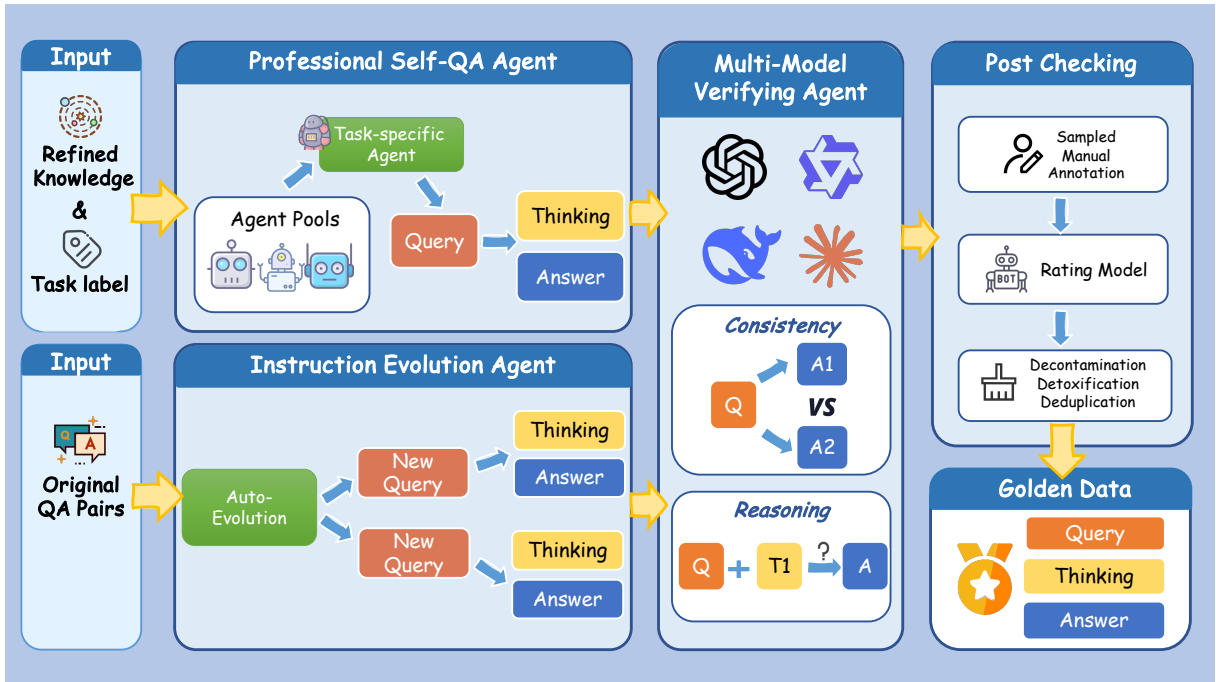 Input
Refined
Knowledge
&
Task label
Professional Self-QA Agent
Task-specific
Agent
Agent Pools
Query
Thinking
Answer
Input
Q
A
Original
QA Pairs
Instruction Evolution Agent
Auto-
Evolution
New
Query
Thinking
Answer
New
Query
Thinking
Answer
Multi-Model
Verifying Agent
Consistency
Q
A1
VS
A2
Reasoning
Q
+
T1
?
A
Post Checking
Sampled
Manual
Annotation
BOT
Rating Model
Decontamination
Detoxification
Deduplication
Golden Data
Query
Thinking
Answer